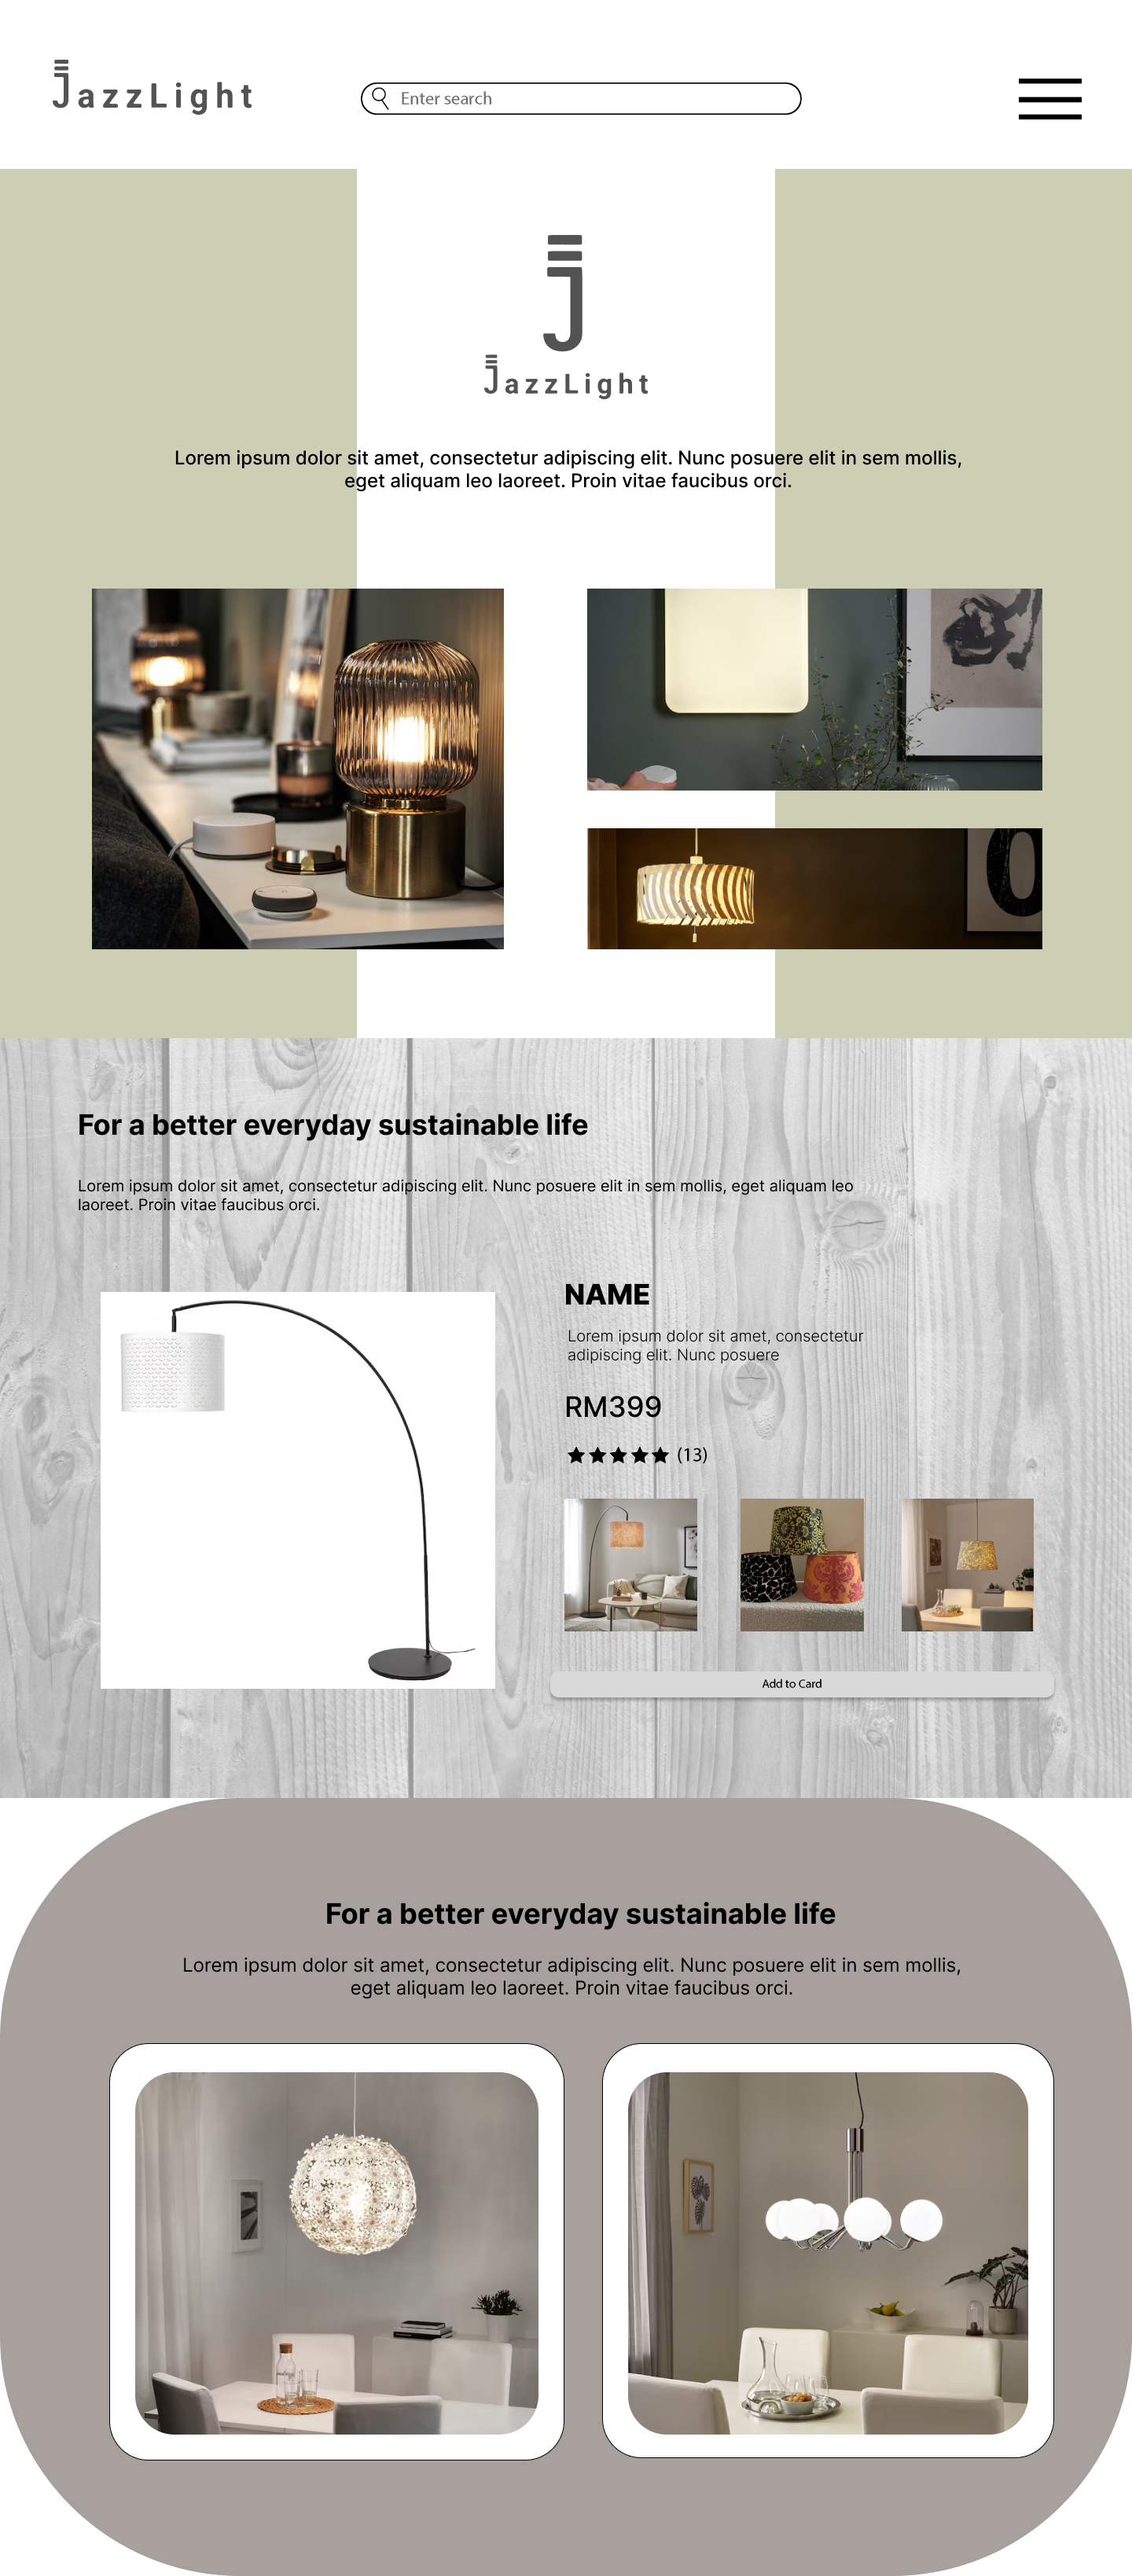 JazzLight
Enter search
J
JazzLight
Lorem ipsum dolor sit amet, consectetur adipiscing elit. Nunc posuere elit in sem mollis,
eget aliquam leo laoreet. Proin vitae faucibus orci.
For a better everyday sustainable life
Lorem ipsum dolor sit amet, consectetur adipiscing elit. Nunc posuere elit in sem mollis, eget aliquam leo
laoreet. Proin vitae faucibus orci.
NAME
Lorem ipsum dolor sit amet, consectetur
adipiscing elit. Nunc posuere
RM399
★★★★★ (13)
Add to Card
For a better everyday sustainable life
Lorem ipsum dolor sit amet, consectetur adipiscing elit. Nunc posuere elit in sem mollis,
eget aliquam leo laoreet. Proin vitae faucibus orci.